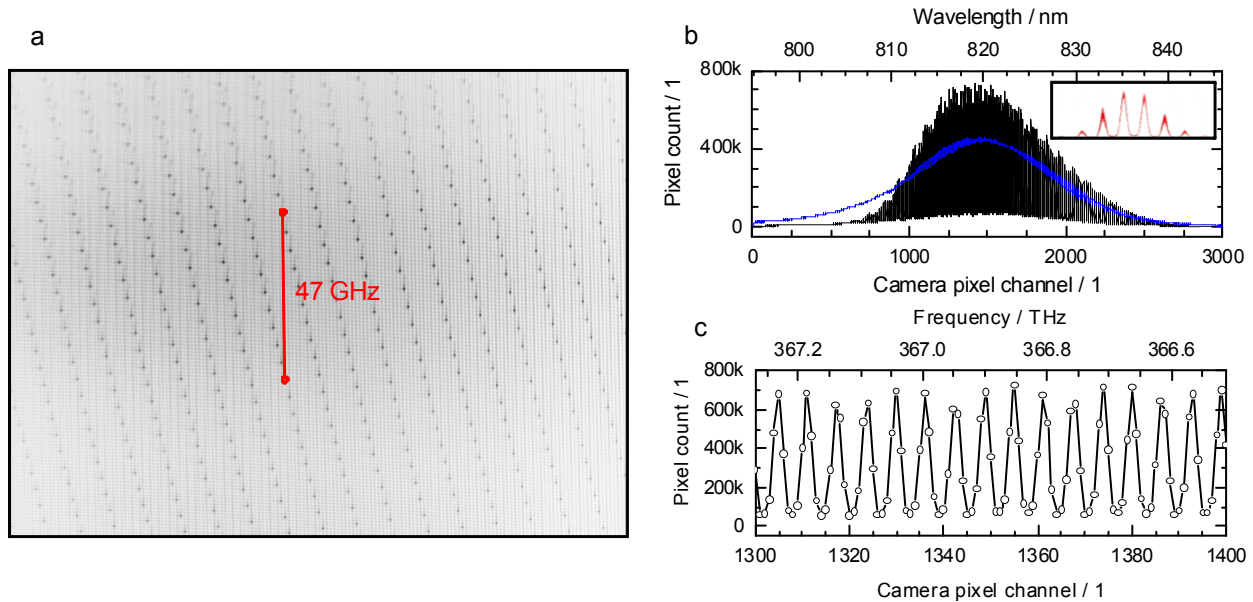 a
47 GHz
b
Wavelength / nm
800 810 820 830 840
800k
400k
0
Pixel count / 1
0 1000 2000 3000
Camera pixel channel / 1
c
Frequency / THz
367.2 367.0 366.8 366.6
800k
600k
400k
200k
0
Pixel count / 1
1300 1320 1340 1360 1380 1400
Camera pixel channel / 1